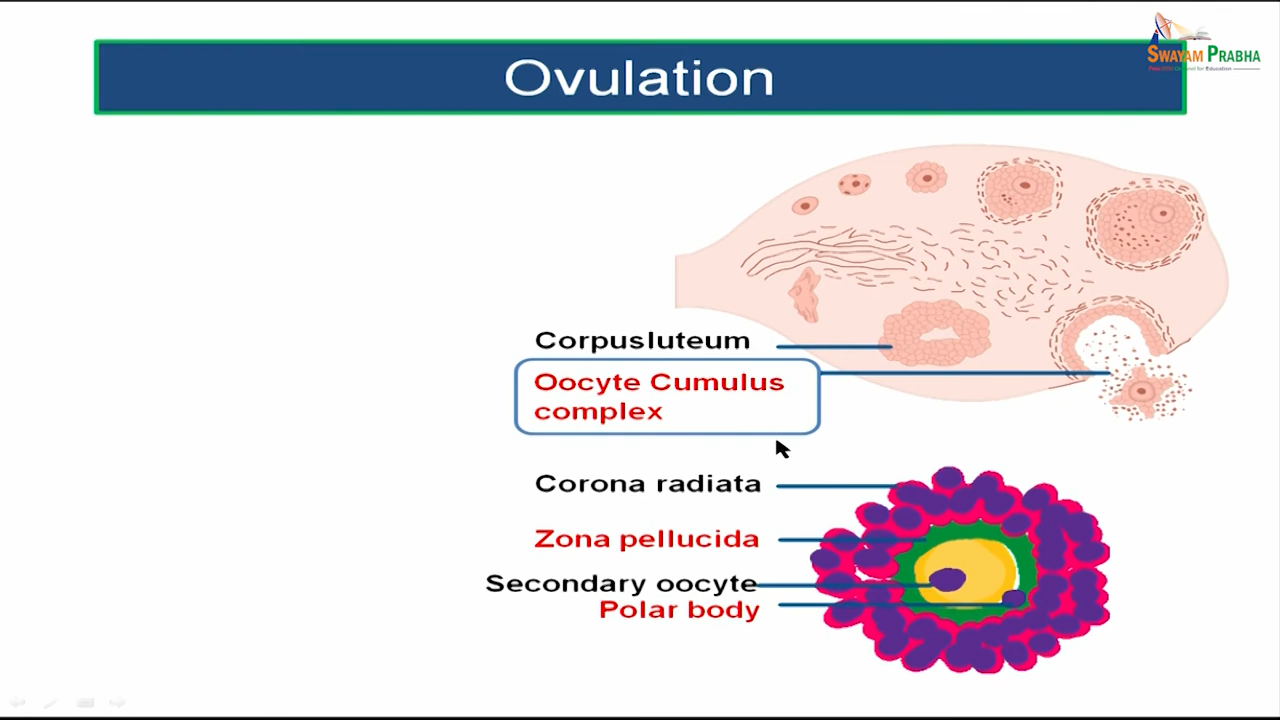 SWAYAM PRABHA
Ovulation
Corpusluteum
Oocyte Cumulus
complex
Corona radiata
Zona pellucida
Secondary oocyte
Polar body